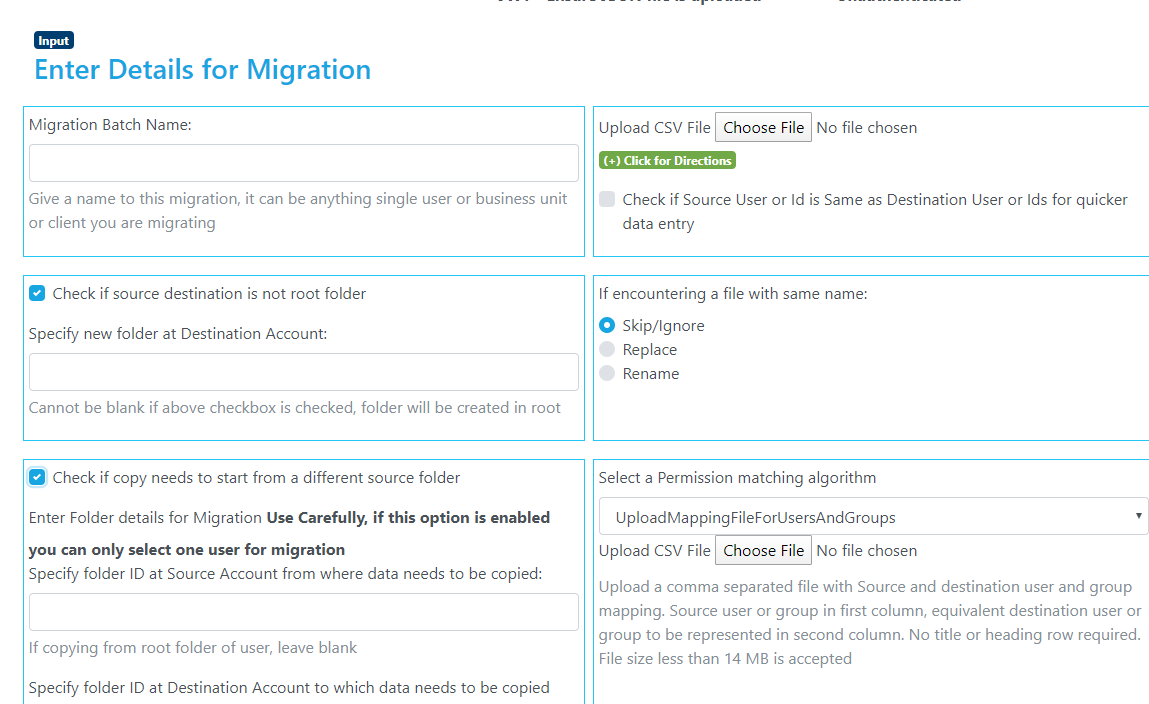 Input
Enter Details for Migration
Migration Batch Name:
Give a name to this migration, it can be anything single user or business unit
or client you are migrating
Upload CSV File Choose File No file chosen
(+) Click for Directions
Check if Source User or Id is Same as Destination User or Ids for quicker
data entry
Check if source destination is not root folder
Specify new folder at Destination Account:
Cannot be blank if above checkbox is checked, folder will be created in root
If encountering a file with same name:
Skip/Ignore
Replace
Rename
Check if copy needs to start from a different source folder
Enter Folder details for Migration Use Carefully, if this option is enabled
you can only select one user for migration
Specify folder ID at Source Account from where data needs to be copied:
If copying from root folder of user, leave blank
Specify folder ID at Destination Account to which data needs to be copied
Select a Permission matching algorithm
UploadMappingFileForUsersAndGroups
Upload CSV File Choose File No file chosen
Upload a comma separated file with Source and destination user and group
mapping. Source user or group in first column, equivalent destination user or
group to be represented in second column. No title or heading row required.
File size less than 14 MB is accepted